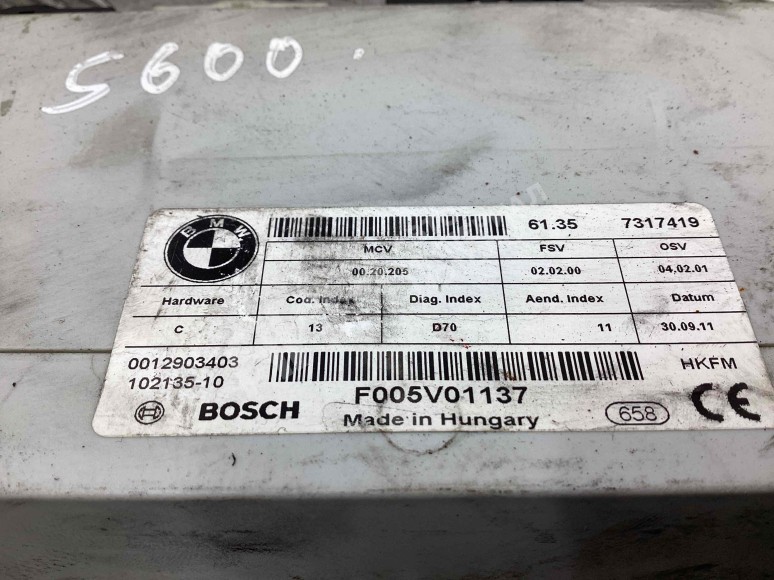 5600.
BMW
61.35 7317419
MCV FSV OSV
00.20.205 02.02.00 04.02.01
Hardware Cod. Index Diag. Index Aend. Index Datum
C 13 D70 11 30.09.11
0012903403 HKFM
102135-10
BOSCH F005V01137
Made in Hungary 658 CE